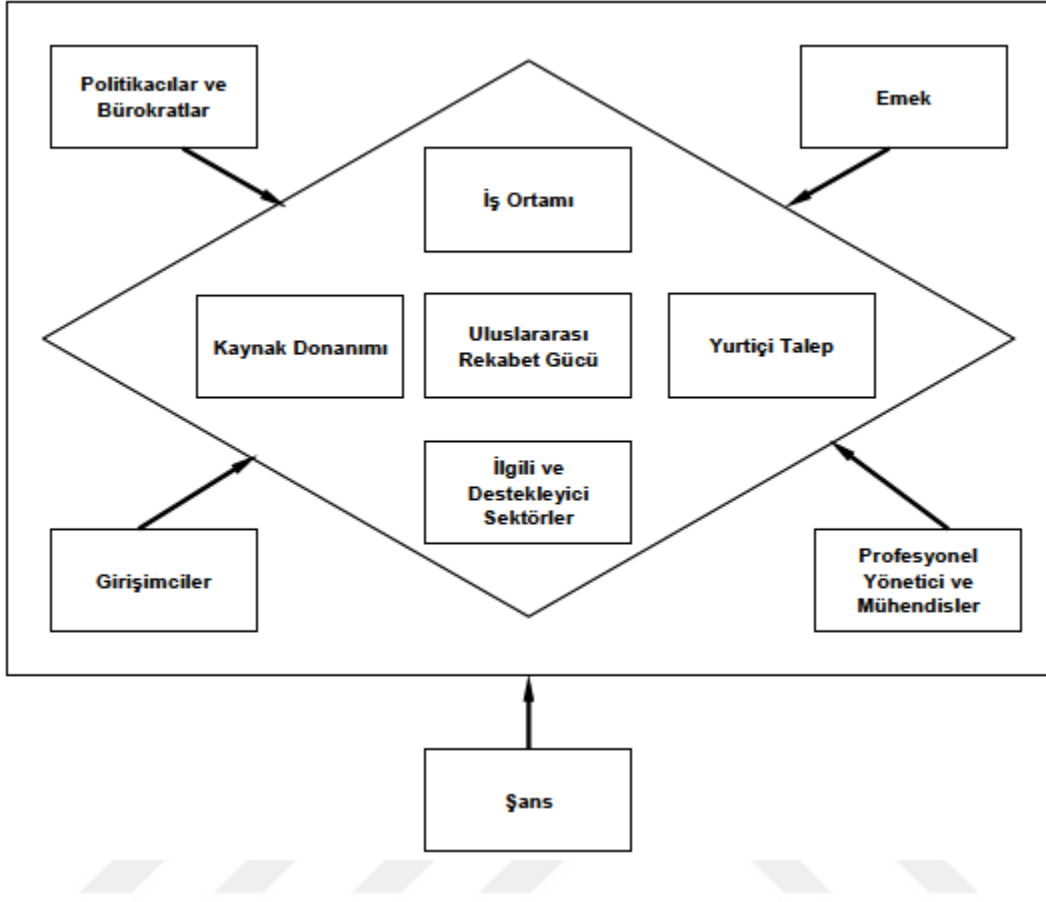 Politikacılar ve
Bürokratlar
Emek
İş Ortamı
Kaynak Donanımı
Uluslararası
Rekabet Gücü
Yurtiçi Talep
İlgili ve
Destekleyici
Sektörler
Girişimciler
Profesyonel
Yönetici ve
Mühendisler
Şans